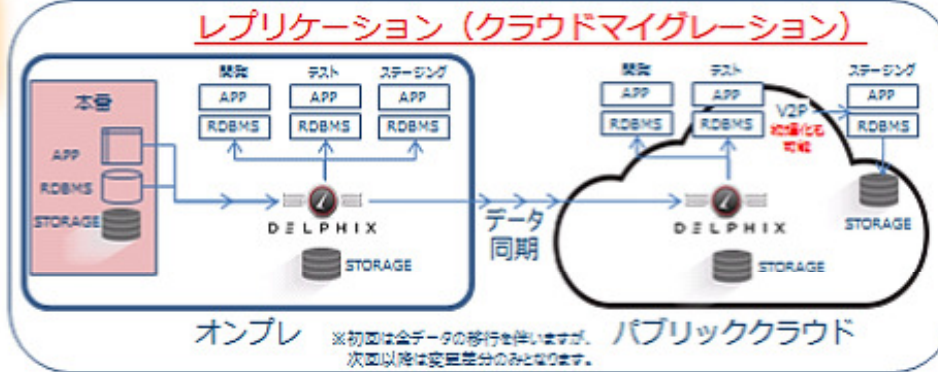 レプリケーション（クラウドマイグレーション）
本番
APP
RDBMS
STORAGE
開発
APP
RDBMS
テスト
APP
RDBMS
ステージング
APP
RDBMS
DELPHIX
STORAGE
オンプレ
データ
同期
開発
APP
RDBMS
テスト
APP
RDBMS
V2P
可能
ステージング
APP
RDBMS
STORAGE
DELPHIX
STORAGE
パブリッククラウド
※初回は全データの移行を伴いますが、
次回以降は変更差分のみとなります。